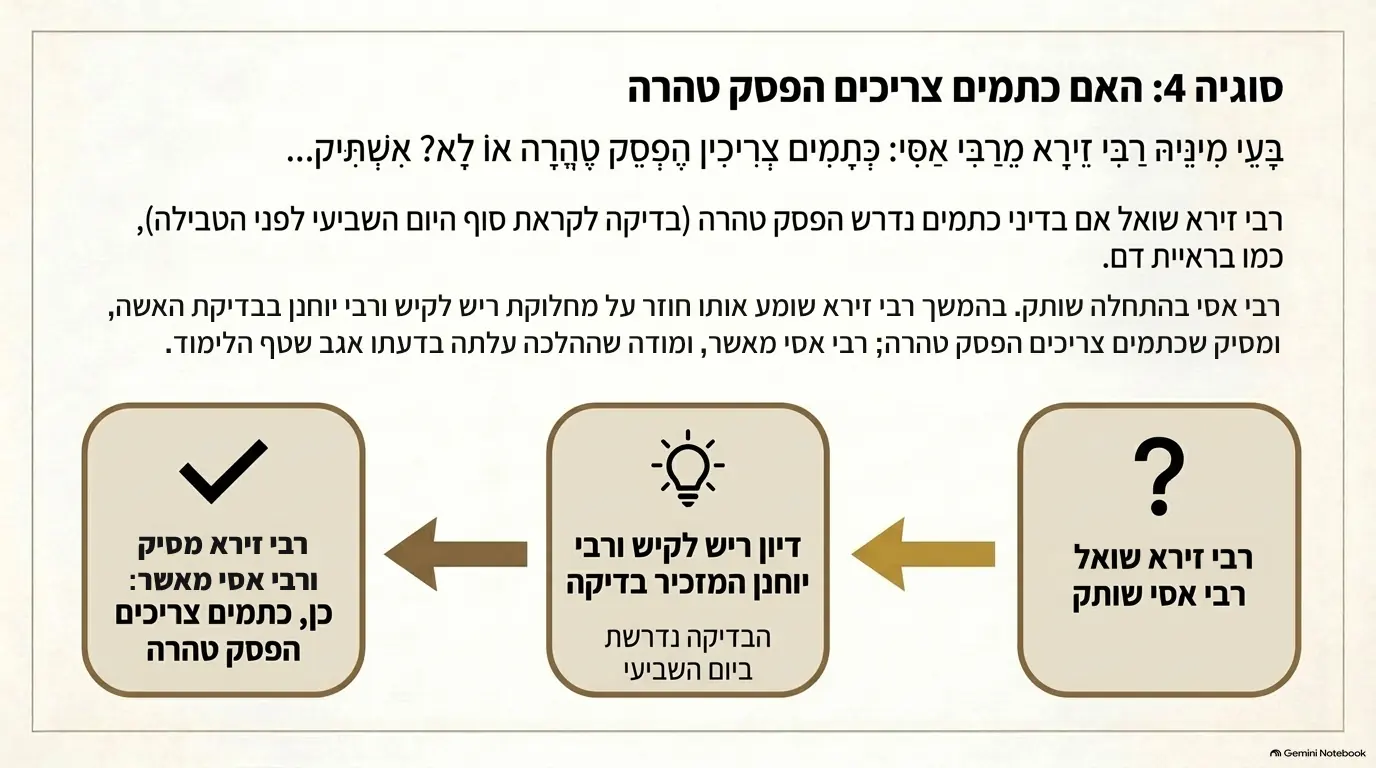 סוגיה 4: האם כתמים צריכים הפסק טהרה
בָּעֵי מִינֵּיהּ רַבִּי זֵירָא מֵרַבִּי אַסִּי: כְּתָמִים צְרִיכִין הֶפְסֵק טׇהֳרָה אוֹ לָא? אִשְׁתִּיק...
רבי זירא שואל אם בדיני כתמים נדרש הפסק טהרה (בדיקה לקראת סוף היום השביעי לפני הטבילה),
כמו בראיית דם.
רבי אסי בהתחלה שותק. בהמשך רבי זירא שומע אותו חוזר על מחלוקת ריש לקיש ורבי יוחנן בבדיקת האשה,
ומסיק שכתמים צריכים הפסק טהרה; רבי אסי מאשר, ומודה שההלכה עלתה בדעתו אגב שטף הלימוד.
?
רבי זירא שואל
רבי אסי שותק
דיון ריש לקיש ורבי
יוחנן המזכיר בדיקה
הבדיקה נדרשת
ביום השביעי
רבי זירא מסיק
ורבי אסי מאשר:
כן, כתמים צריכים
הפסק טהרה
Gemini Notebook